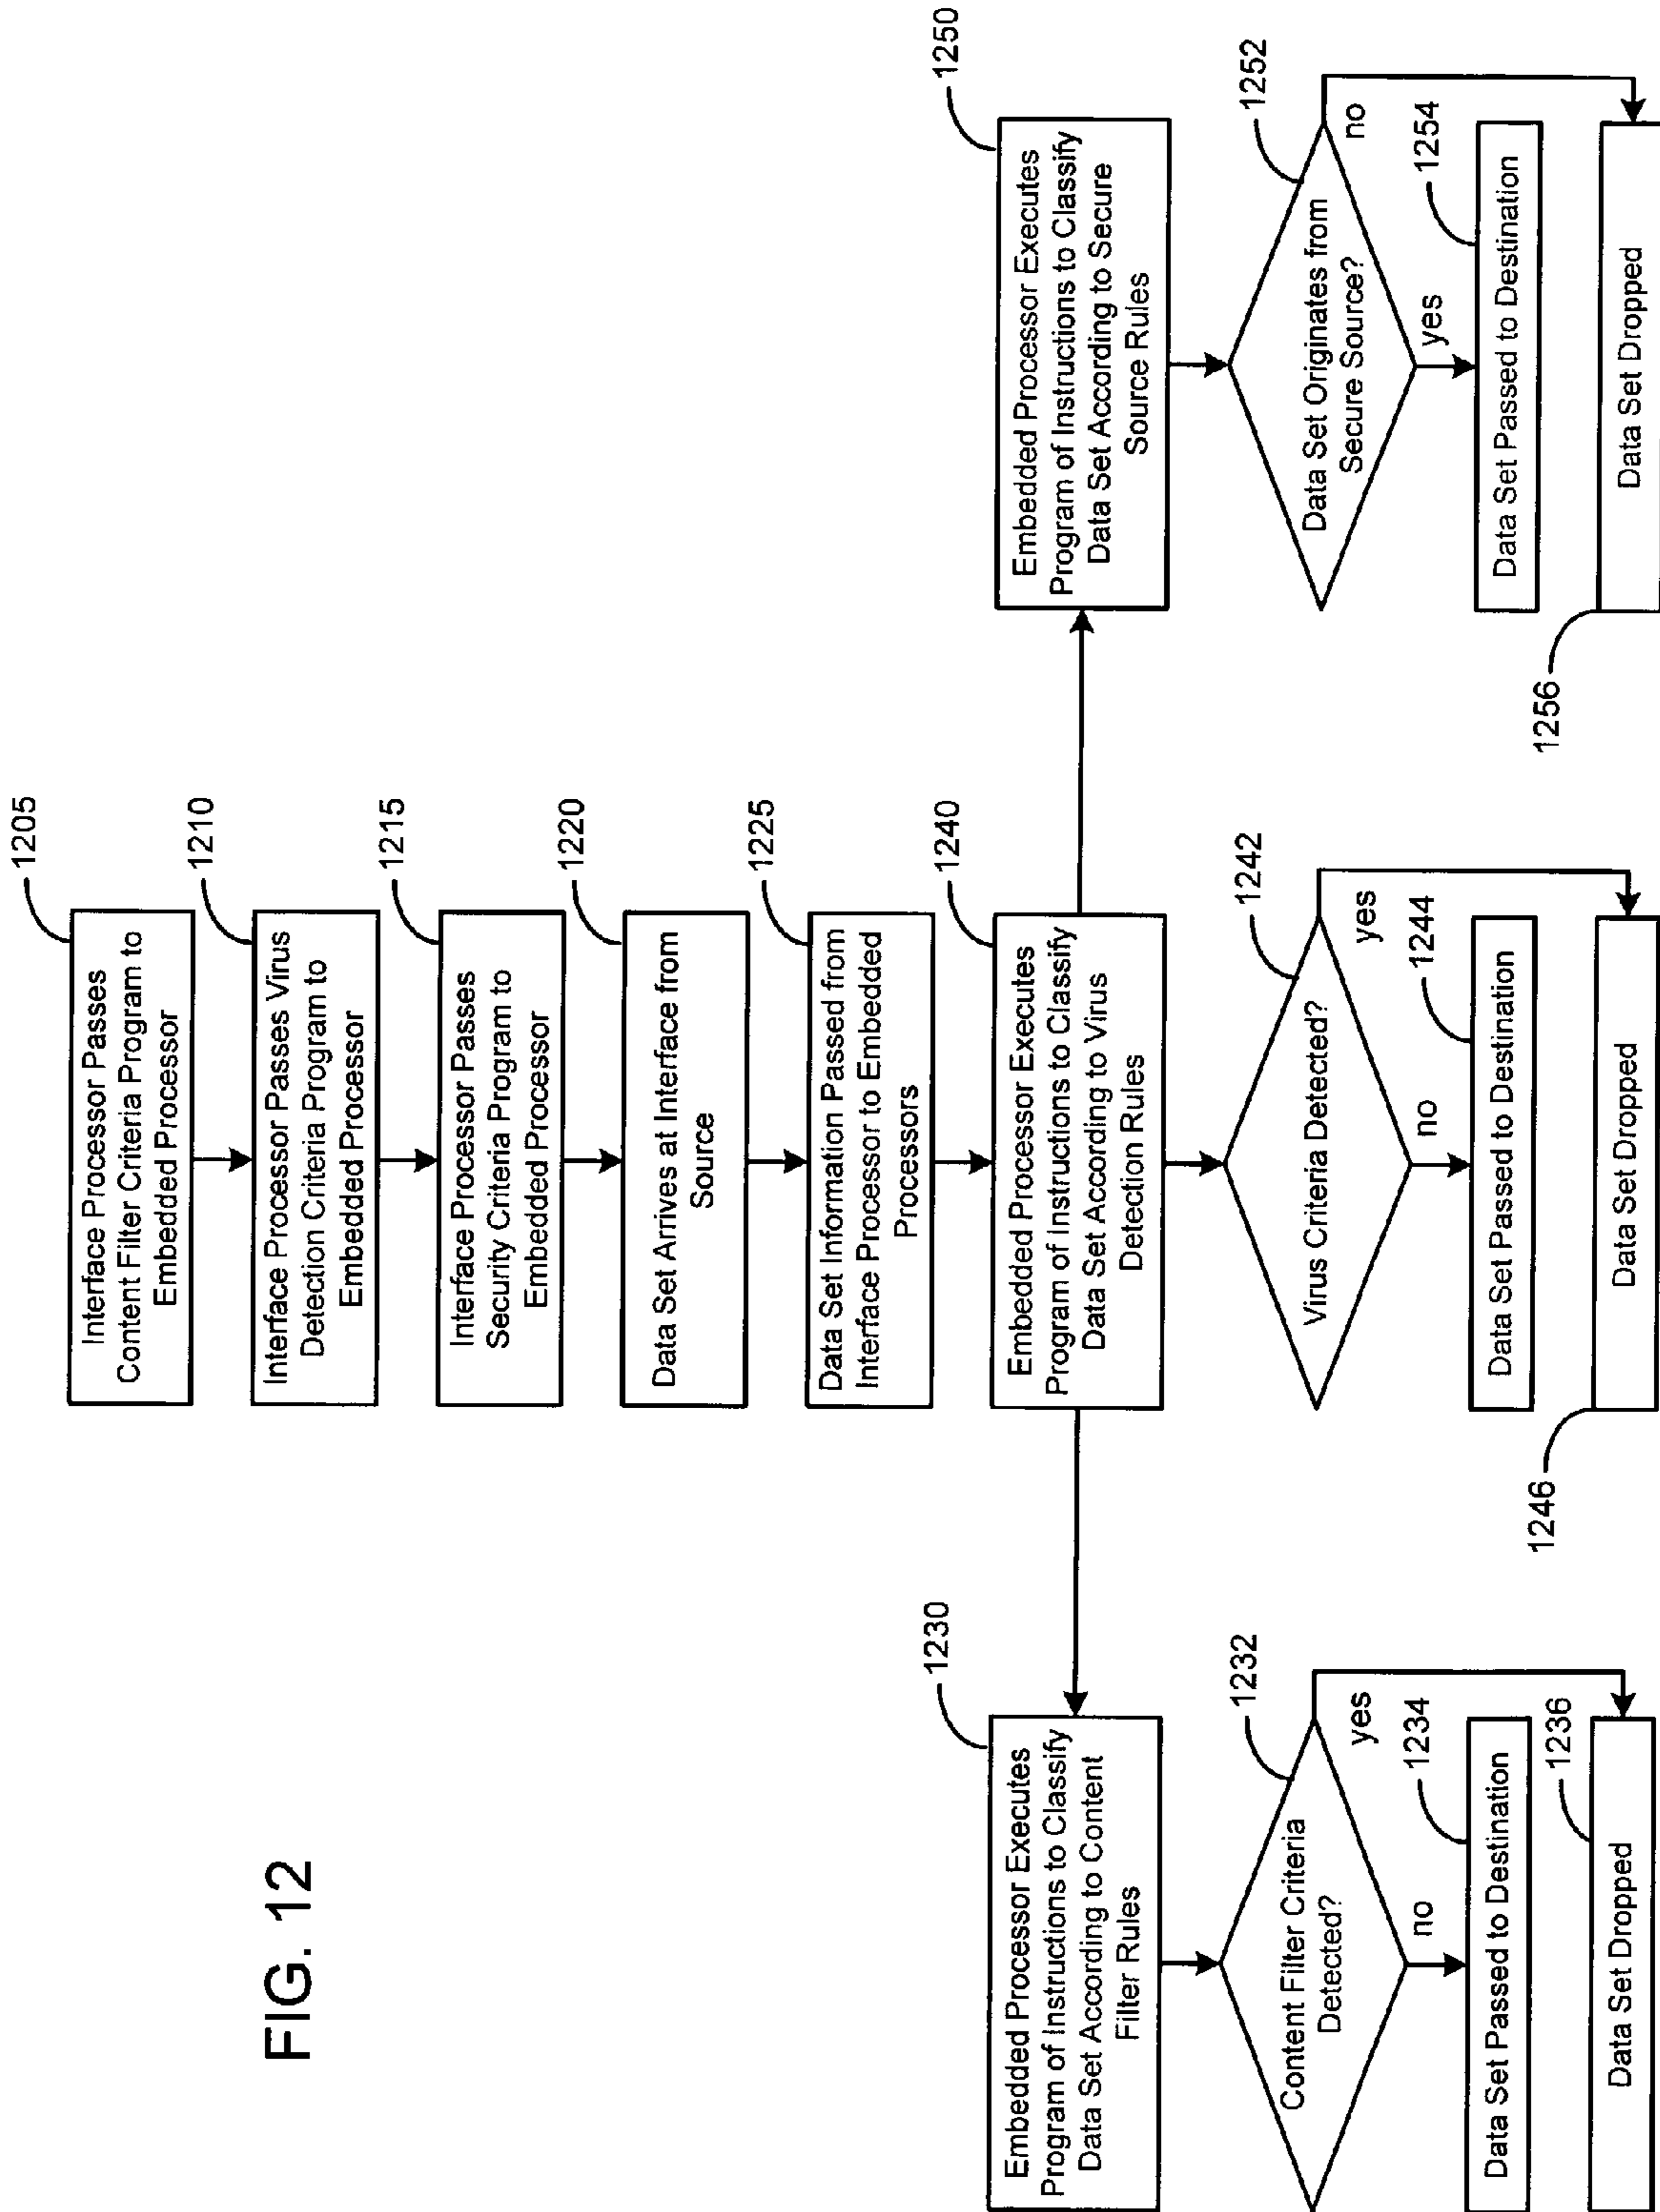 FIG. 12
Interface Processor Passes
Content Filter Criteria Program to
Embedded Processor
1205
Interface Processor Passes Virus
Detection Criteria Program to
Embedded Processor
1210
Interface Processor Passes
Security Criteria Program to
Embedded Processor
1215
Data Set Arrives at Interface from
Source
1220
Data Set Information Passed from
Interface Processor to Embedded
Processors
1225
Embedded Processor Executes
Program of Instructions to Classify
Data Set According to Content
Filter Rules
1230
Content Filter Criteria
Detected?
1232
yes
no
Data Set Passed to Destination
1234
Data Set Dropped
1236
Embedded Processor Executes
Program of Instructions to Classify
Data Set According to Virus
Detection Rules
1240
Virus Criteria Detected?
1242
yes
no
Data Set Passed to Destination
1244
Data Set Dropped
1246
Embedded Processor Executes
Program of Instructions to Classify
Data Set According to Secure
Source Rules
1250
Data Set Originates from
Secure Source?
1252
no
yes
Data Set Passed to Destination
1254
Data Set Dropped
1256